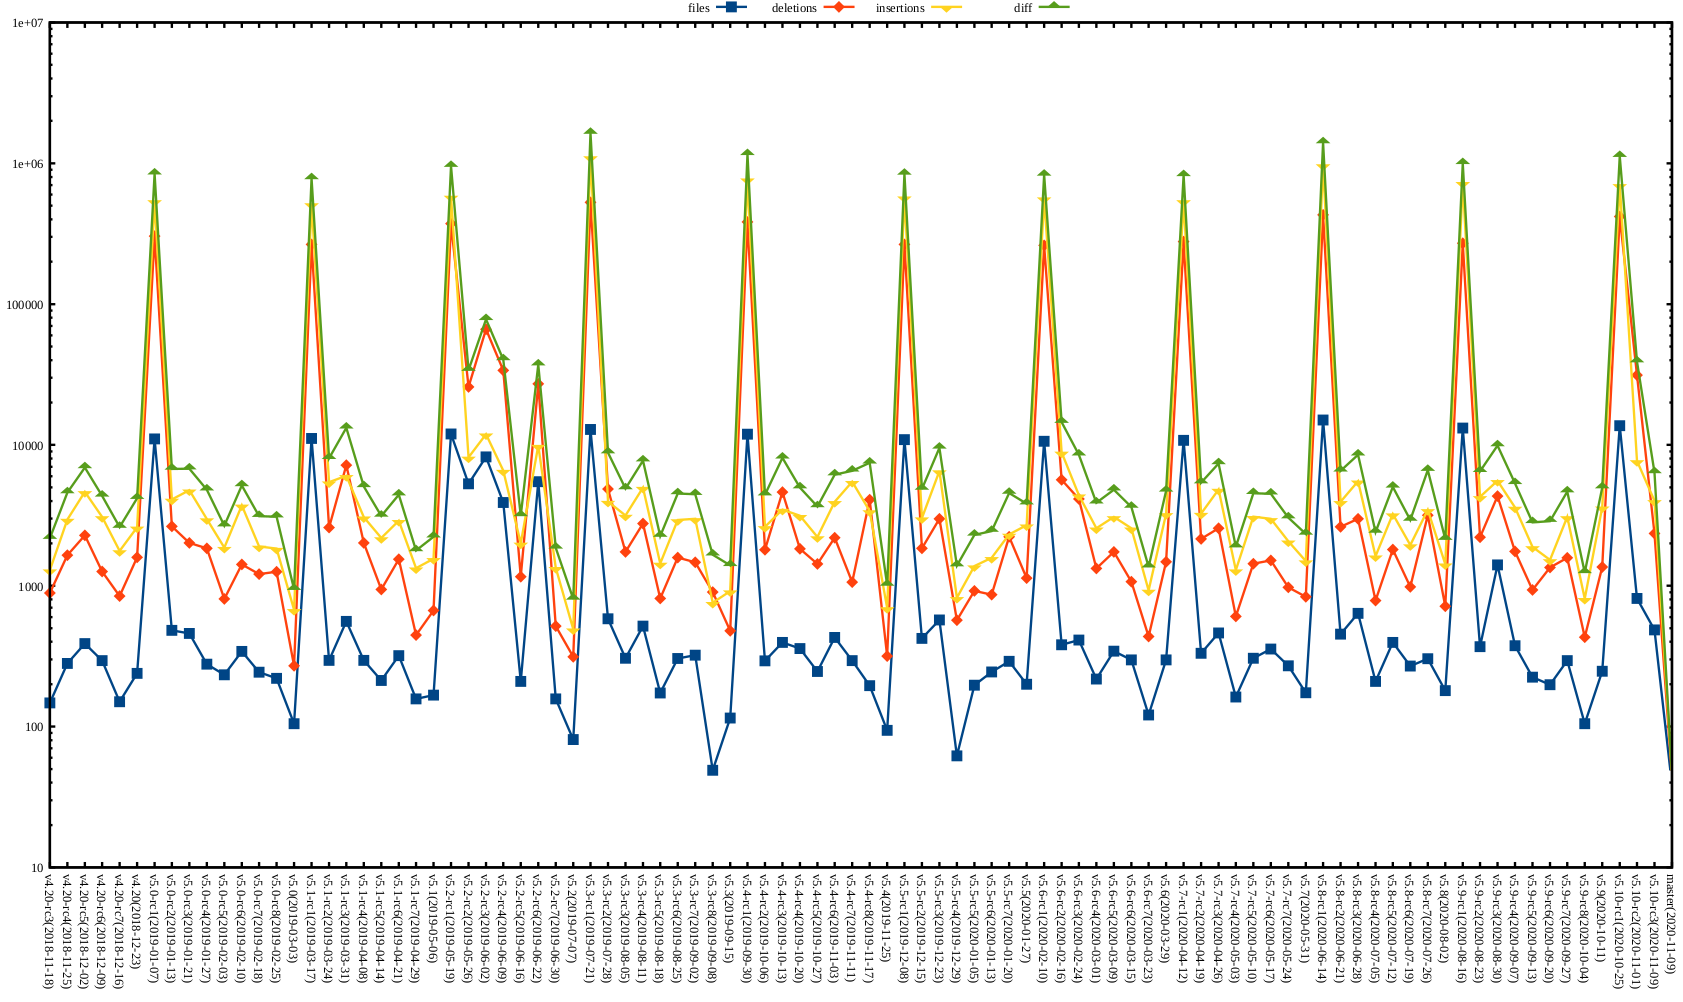 files deletions insertions diff
1e+07
1e+06
100000
10000
1000
100
10
v4.20-rc3(2018-11-18)
v4.20-rc4(2018-11-25)
v4.20-rc5(2018-12-02)
v4.20-rc6(2018-12-09)
v4.20-rc7(2018-12-16)
v4.20(2018-12-23)
v5.0-rc1(2019-01-07)
v5.0-rc2(2019-01-13)
v5.0-rc3(2019-01-21)
v5.0-rc4(2019-01-27)
v5.0-rc5(2019-02-03)
v5.0-rc6(2019-02-10)
v5.0-rc7(2019-02-18)
v5.0-rc8(2019-02-25)
v5.0(2019-03-03)
v5.1-rc1(2019-03-17)
v5.1-rc2(2019-03-24)
v5.1-rc3(2019-03-31)
v5.1-rc4(2019-04-08)
v5.1-rc5(2019-04-14)
v5.1-rc6(2019-04-21)
v5.1-rc7(2019-04-29)
v5.1(2019-05-06)
v5.2-rc1(2019-05-19)
v5.2-rc2(2019-05-26)
v5.2-rc3(2019-06-02)
v5.2-rc4(2019-06-09)
v5.2-rc5(2019-06-16)
v5.2-rc6(2019-06-22)
v5.2-rc7(2019-06-30)
v5.2(2019-07-07)
v5.3-rc1(2019-07-21)
v5.3-rc2(2019-07-28)
v5.3-rc3(2019-08-05)
v5.3-rc4(2019-08-11)
v5.3-rc5(2019-08-18)
v5.3-rc6(2019-08-25)
v5.3-rc7(2019-09-02)
v5.3-rc8(2019-09-08)
v5.3(2019-09-15)
v5.4-rc1(2019-09-30)
v5.4-rc2(2019-10-06)
v5.4-rc3(2019-10-13)
v5.4-rc4(2019-10-20)
v5.4-rc5(2019-10-27)
v5.4-rc6(2019-11-03)
v5.4-rc7(2019-11-11)
v5.4-rc8(2019-11-17)
v5.4(2019-11-25)
v5.5-rc1(2019-12-08)
v5.5-rc2(2019-12-15)
v5.5-rc3(2019-12-23)
v5.5-rc4(2019-12-29)
v5.5-rc5(2020-01-05)
v5.5-rc6(2020-01-13)
v5.5-rc7(2020-01-20)
v5.5(2020-01-27)
v5.6-rc1(2020-02-10)
v5.6-rc2(2020-02-16)
v5.6-rc3(2020-02-24)
v5.6-rc4(2020-03-01)
v5.6-rc5(2020-03-09)
v5.6-rc6(2020-03-15)
v5.6-rc7(2020-03-23)
v5.6(2020-03-29)
v5.7-rc1(2020-04-12)
v5.7-rc2(2020-04-19)
v5.7-rc3(2020-04-26)
v5.7-rc4(2020-05-03)
v5.7-rc5(2020-05-10)
v5.7-rc6(2020-05-17)
v5.7-rc7(2020-05-24)
v5.7(2020-05-31)
v5.8-rc1(2020-06-14)
v5.8-rc2(2020-06-21)
v5.8-rc3(2020-06-28)
v5.8-rc4(2020-07-05)
v5.8-rc5(2020-07-12)
v5.8-rc6(2020-07-19)
v5.8-rc7(2020-07-26)
v5.8(2020-08-02)
v5.9-rc1(2020-08-16)
v5.9-rc2(2020-08-23)
v5.9-rc3(2020-08-30)
v5.9-rc4(2020-09-07)
v5.9-rc5(2020-09-13)
v5.9-rc6(2020-09-20)
v5.9-rc7(2020-09-27)
v5.9-rc8(2020-10-04)
v5.9(2020-10-11)
v5.10-rc1(2020-10-25)
v5.10-rc2(2020-11-01)
v5.10-rc3(2020-11-09)
master(2020-11-09)